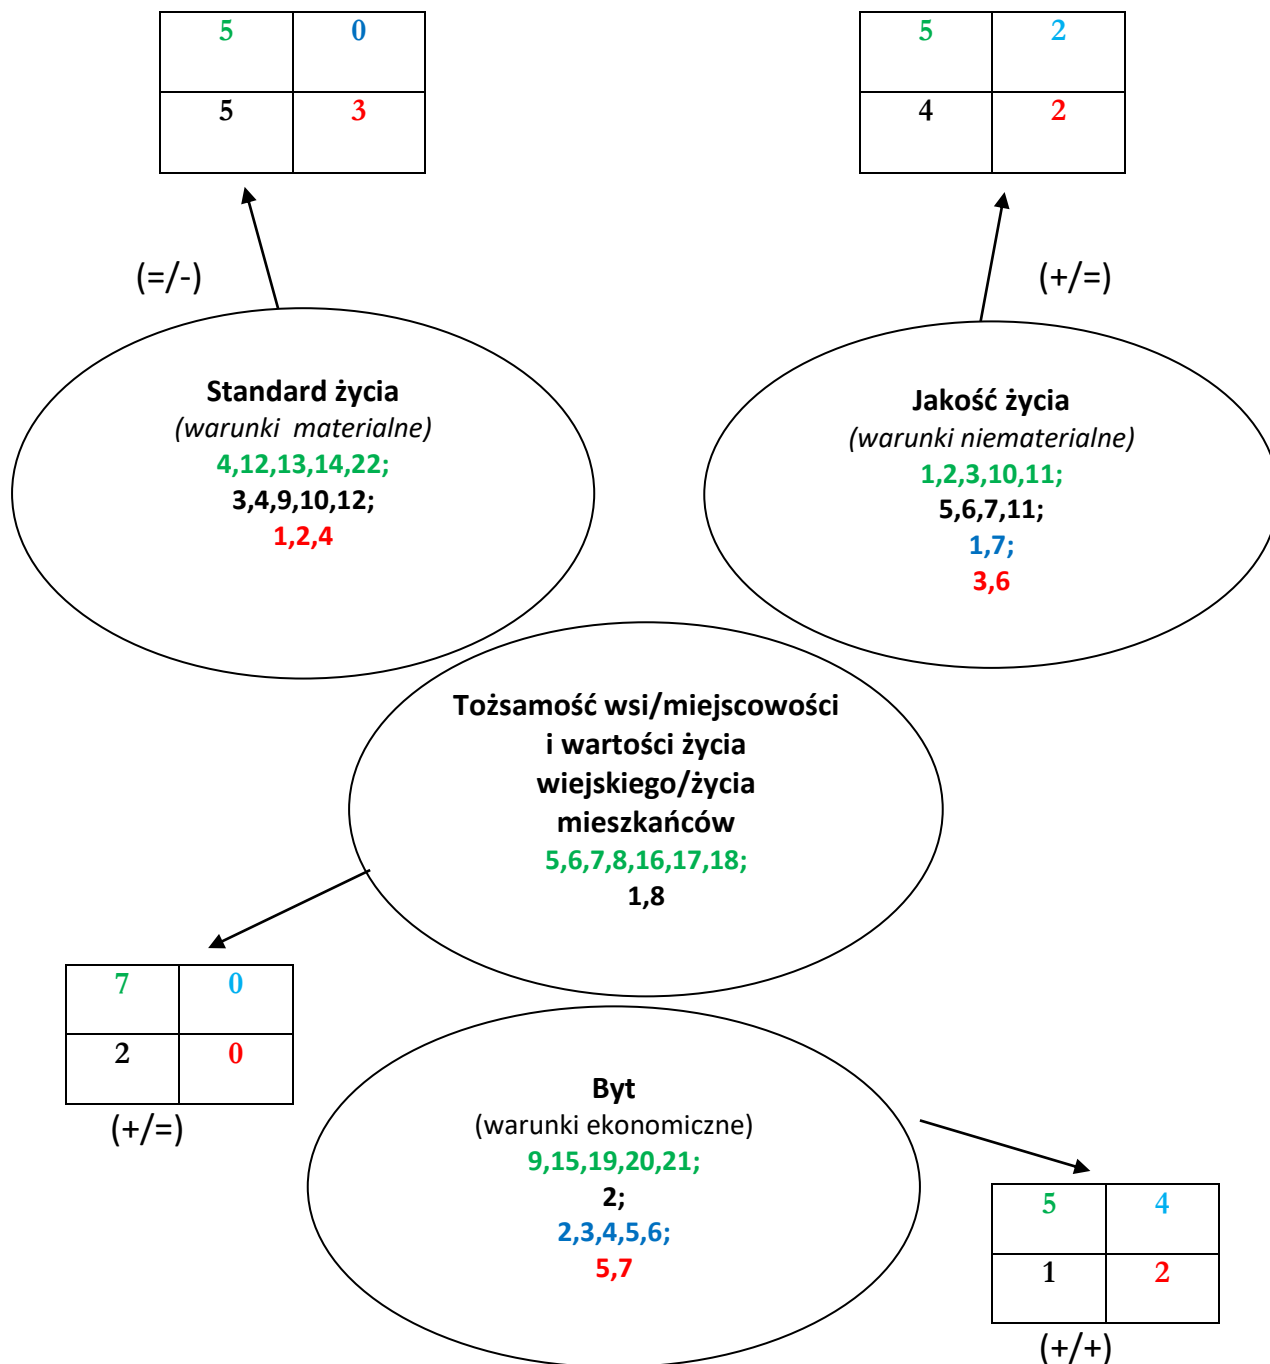 5 0
5 3
5 2
4 2
(=/-)
(+/=)
Standard życia
(warunki materialne)
4,12,13,14,22;
3,4,9,10,12;
1,2,4
Jakość życia
(warunki niematerialne)
1,2,3,10,11;
5,6,7,11;
1,7;
3,6
Tożsamość wsi/miejscowości
i wartości życia
wiejskiego/życia
mieszkańców
5,6,7,8,16,17,18;
1,8
7 0
2 0
(+/=)
Byt
(warunki ekonomiczne)
9,15,19,20,21;
2;
2,3,4,5,6;
5,7
5 4
1 2
(+/+)